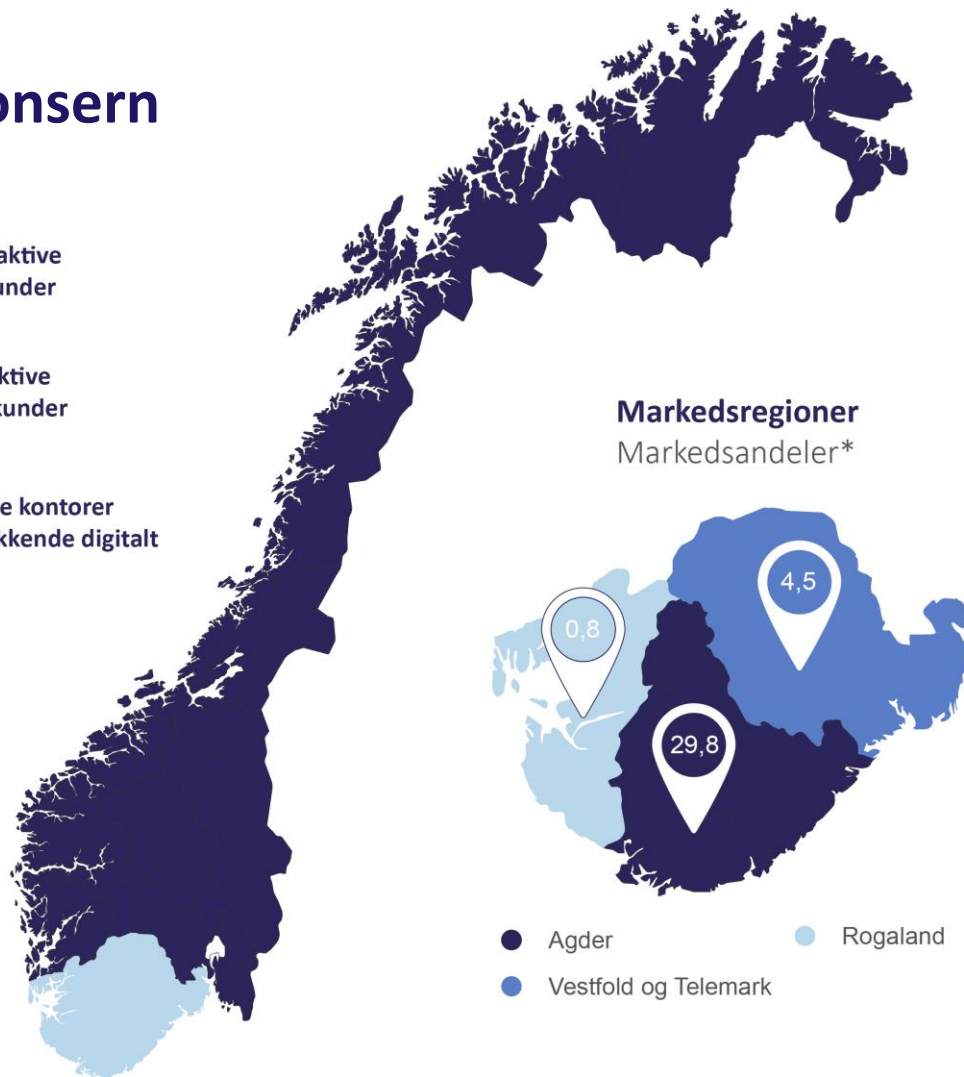 onsern
aktive
under
ktive
kunder
e kontorer
kkende digitalt
Markedsregioner
Markedsandeler*
4,5
0,8
29,8
Agder
Rogaland
Vestfold og Telemark